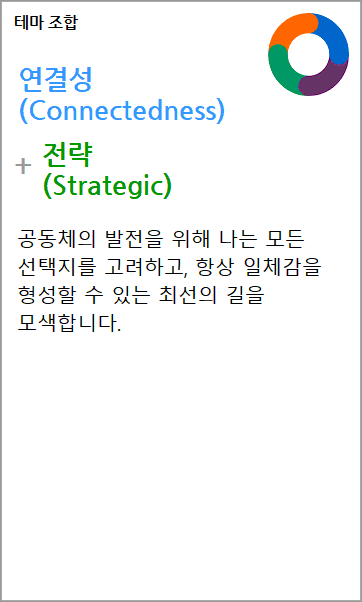 테마 조합
연결성
(Connectedness)
+ 전략
(Strategic)
공동체의 발전을 위해 나는 모든
선택지를 고려하고, 항상 일체감을
형성할 수 있는 최선의 길을
모색합니다.